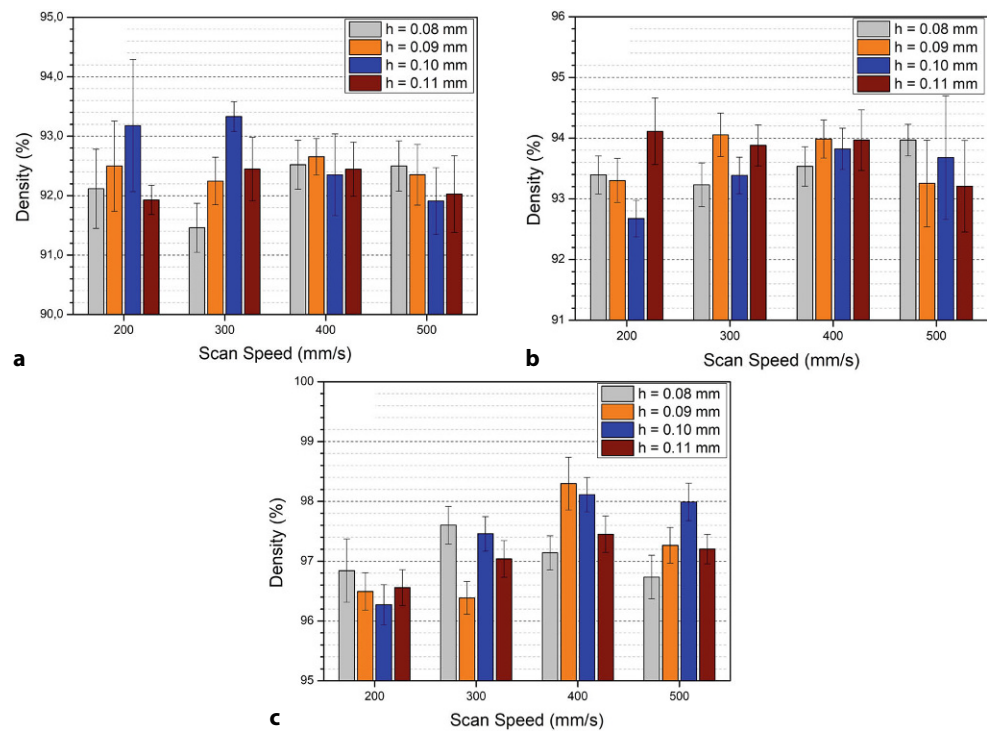 95,0
94,0
93,0
92,0
91,0
90,0
Density (%)
h = 0.08 mm
h = 0.09 mm
h = 0.10 mm
h = 0.11 mm
200 300 400 500
Scan Speed (mm/s)
a
96
95
94
93
92
91
Density (%)
h = 0.08 mm
h = 0.09 mm
h = 0.10 mm
h = 0.11 mm
200 300 400 500
Scan Speed (mm/s)
b
100
99
98
97
96
95
Density (%)
h = 0.08 mm
h = 0.09 mm
h = 0.10 mm
h = 0.11 mm
200 300 400 500
Scan Speed (mm/s)
c